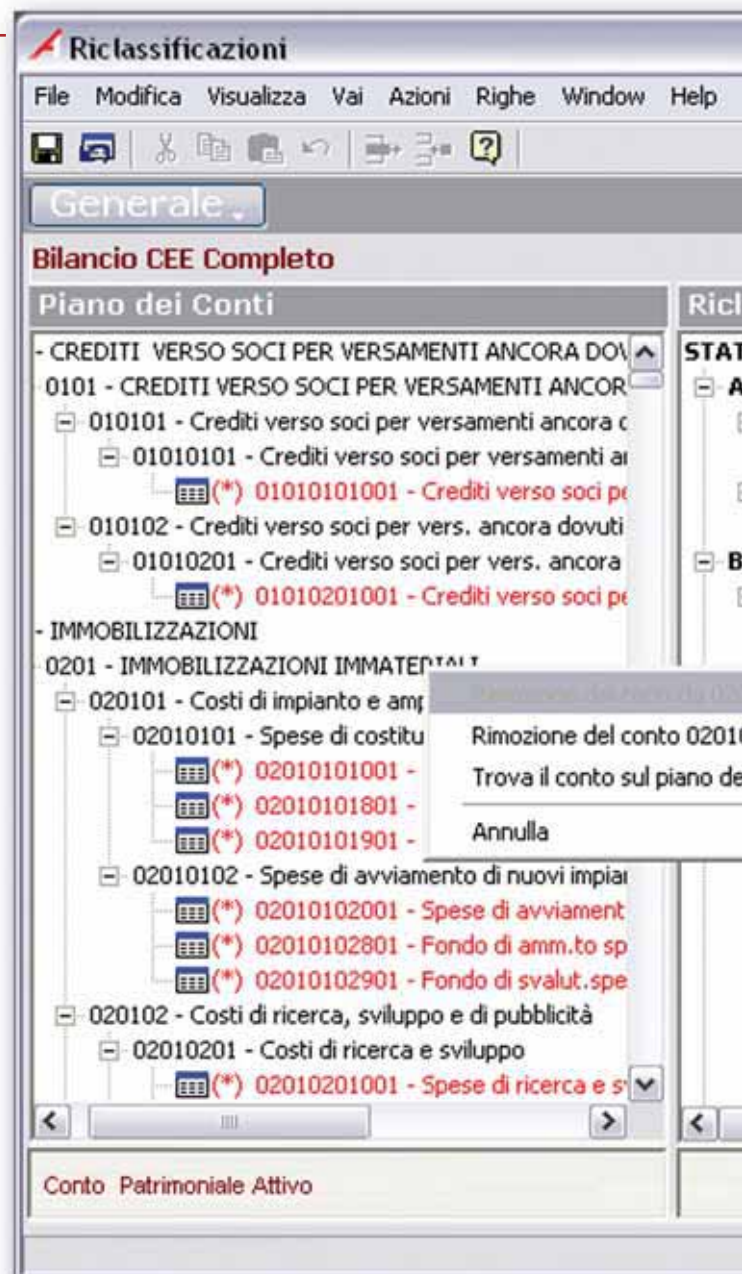 Riclassificazioni
File Modifica Visualizza Vai Azioni Righe Window Help
Generale
Bilancio CEE Completo
Piano dei Conti
Ricl
- CREDITI VERSO SOCI PER VERSAMENTI ANCORA DOV
0101 - CREDITI VERSO SOCI PER VERSAMENTI ANCOR
010101 - Crediti verso soci per versamenti ancora d
01010101 - Crediti verso soci per versamenti an
(*) 01010101001 - Crediti verso soci pe
010102 - Crediti verso soci per vers. ancora dovuti
01010201 - Crediti verso soci per vers. ancora
(*) 01010201001 - Crediti verso soci pe
- IMMOBILIZZAZIONI
0201 - IMMOBILIZZAZIONI IMMATERIALI
020101 - Costi di impianto e amp
02010101 - Spese di costitu
(*) 02010101001 -
(*) 02010101801 -
(*) 02010101901 -
02010102 - Spese di avviamento di nuovi impian
(*) 02010102001 - Spese di avviament
(*) 02010102801 - Fondo di amm.to sp
(*) 02010102901 - Fondo di svalut.spe
020102 - Costi di ricerca, sviluppo e di pubblicità
02010201 - Costi di ricerca e sviluppo
(*) 02010201001 - Spese di ricerca e s
STAT
A
B
Rimozione del conto 02010
Trova il conto sul piano de
Annulla
Conto Patrimoniale Attivo